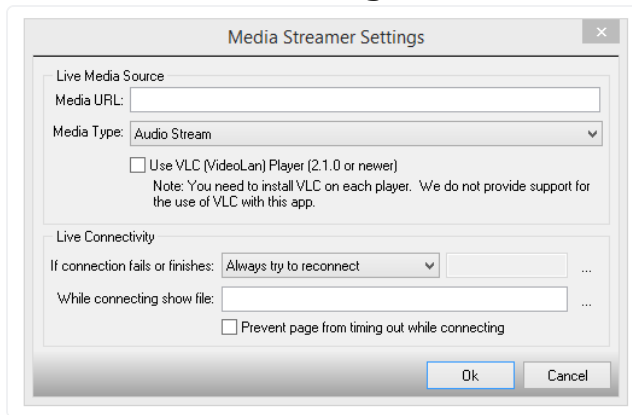 Media Streamer Settings
Live Media Source
Media URL:
Media Type: Audio Stream
Use VLC (VideoLan) Player (2.1.0 or newer)
Note: You need to install VLC on each player. We do not provide support for
the use of VLC with this app.
Live Connectivity
If connection fails or finishes: Always try to reconnect ...
While connecting show file: ...
Prevent page from timing out while connecting
Ok Cancel